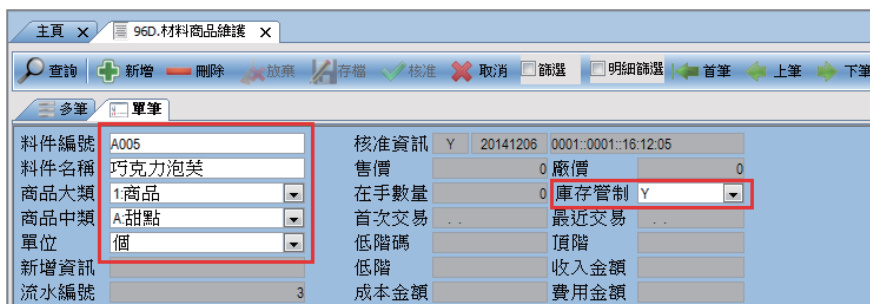 主頁 x 96D.材料商品維護 x
查詢 新增 刪除 放棄 存檔 核准 取消 篩選 明細篩選 首筆 上筆 下筆
多筆 單筆
料件編號 A005 核准資訊 Y 20141206 0001::0001::16:12:05
料件名稱 巧克力泡芙 售價 0 廠價 0
商品大類 1:商品 在手數量 0 庫存管制 Y
商品中類 A:甜點 首次交易 . . 最近交易 . .
單位 個 低階碼 頂階
新增資訊 低階 收入金額
流水編號 3 成本金額 費用金額